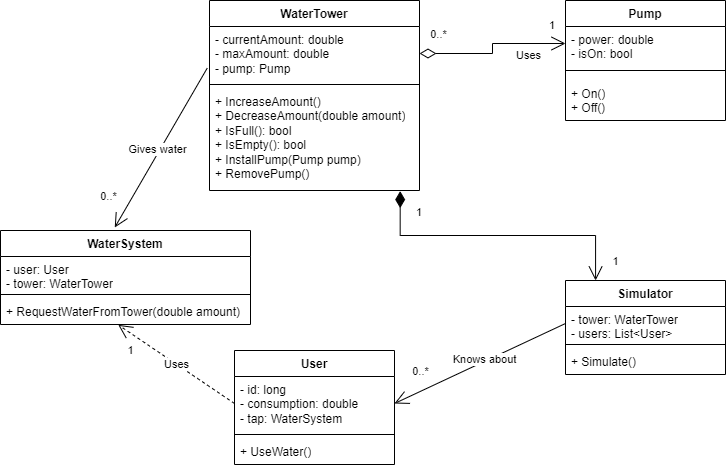 WaterTower
- currentAmount: double
- maxAmount: double
- pump: Pump
+ IncreaseAmount()
+ DecreaseAmount(double amount)
+ IsFull(): bool
+ IsEmpty(): bool
+ InstallPump(Pump pump)
+ RemovePump()
0..*
1
Uses
Pump
- power: double
- isOn: bool
+ On()
+ Off()
Gives water
0..*
1
1
WaterSystem
- user: User
- tower: WaterTower
+ RequestWaterFromTower(double amount)
Simulator
- tower: WaterTower
- users: List<User>
+ Simulate()
1
Uses
Knows about
0..*
User
- id: long
- consumption: double
- tap: WaterSystem
+ UseWater()